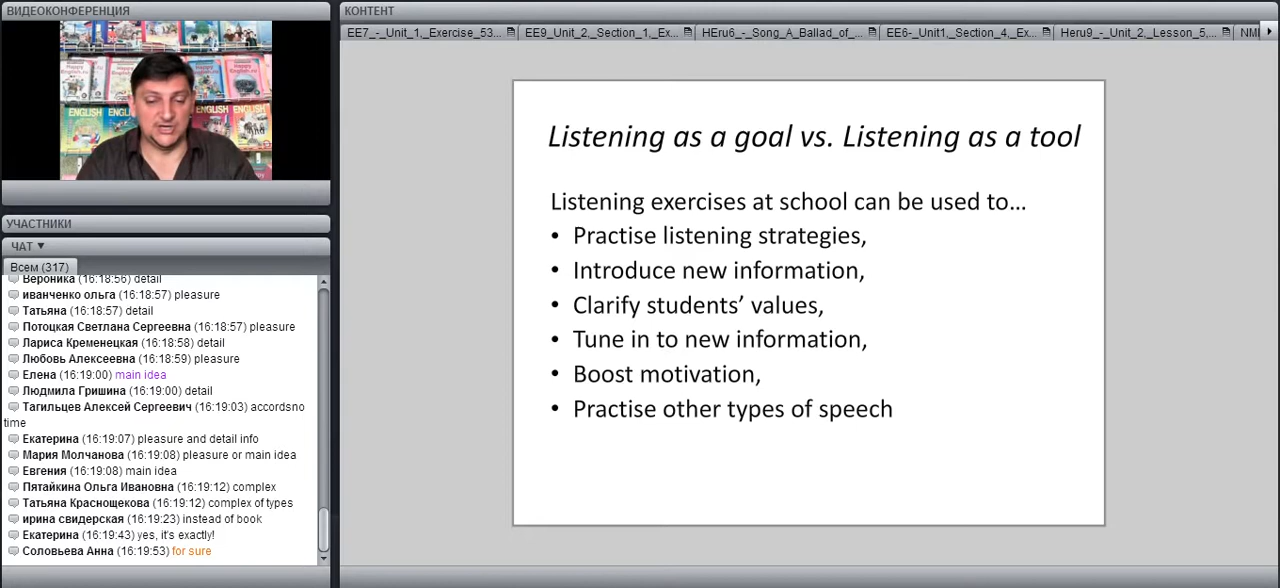 ВИДЕОКОНФЕРЕНЦИЯ
Happy
English.ru
ENGLISH
ENGLISH
УЧАСТНИКИ
ЧАТ ▼
Всем (317)
Вероника (16:18:56) detail
иванченко ольга (16:18:57) pleasure
Татьяна (16:18:57) detail
Потоцкая Светлана Сергеевна (16:18:57) pleasure
Лариса Кременецкая (16:18:58) detail
Любовь Алексеевна (16:18:59) pleasure
Елена (16:19:00) main idea
Людмила Гришина (16:19:00) detail
Тагильцев Алексей Сергеевич (16:19:03) accordsno
time
Екатерина (16:19:07) pleasure and detail info
Мария Молчанова (16:19:08) pleasure or main idea
Евгения (16:19:08) main idea
Пятайкина Ольга Ивановна (16:19:12) complex
Татьяна Краснощекова (16:19:12) complex of types
ирина свидерская (16:19:23) instead of book
Екатерина (16:19:43) yes, it's exactly!
Соловьева Анна (16:19:53) for sure
КОНТЕНТ
EE7_-_Unit_1,_Exercise_53... EE9_Unit_2,_Section_1,_Ex... HEru6_-_Song_A_Ballad_of_... EE6-_Unit1,_Section_4,_Ex... Heru9_-_Unit_2,_Lesson_5,... NMI
Listening as a goal vs. Listening as a tool
Listening exercises at school can be used to…
• Practise listening strategies,
• Introduce new information,
• Clarify students’ values,
• Tune in to new information,
• Boost motivation,
• Practise other types of speech